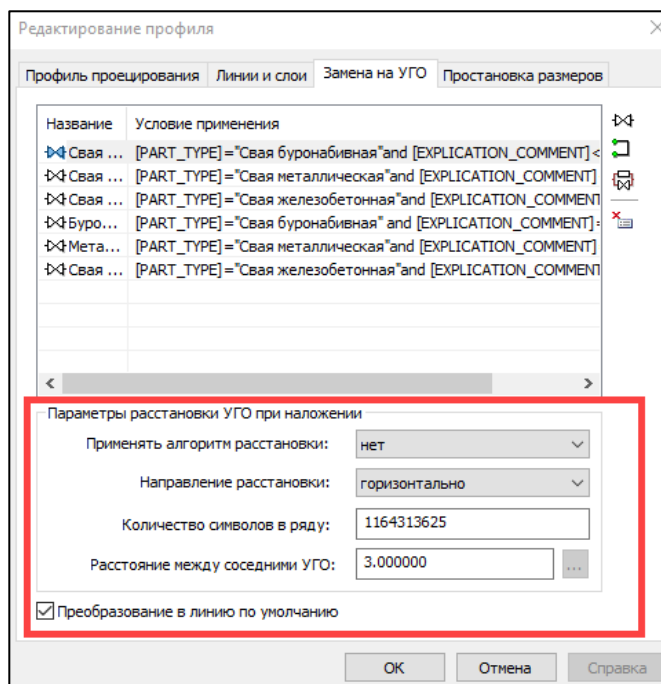 Редактирование профиля
Профиль проецирования Линии и слои Замена на УГО Простановка размеров
Название Условие применения
Свая ... [PART_TYPE]="Свая буронабивная"and [EXPLICATION_COMMENT]<
Свая ... [PART_TYPE]="Свая металлическая"and [EXPLICATION_COMMENT]
Свая ... [PART_TYPE]="Свая железобетонная"and [EXPLICATION_COMMENT
Буро... [PART_TYPE]="Свая буронабивная" and [EXPLICATION_COMMENT]=
Мета... [PART_TYPE]="Свая металлическая"and [EXPLICATION_COMMENT]
Свая ... [PART_TYPE]="Свая железобетонная"and [EXPLICATION_COMMENT
Параметры расстановки УГО при наложении
Применять алгоритм расстановки: нет
Направление расстановки: горизонтально
Количество символов в ряду: 1164313625
Расстояние между соседними УГО: 3.000000 ...
Преобразование в линию по умолчанию
ОК Отмена Справка